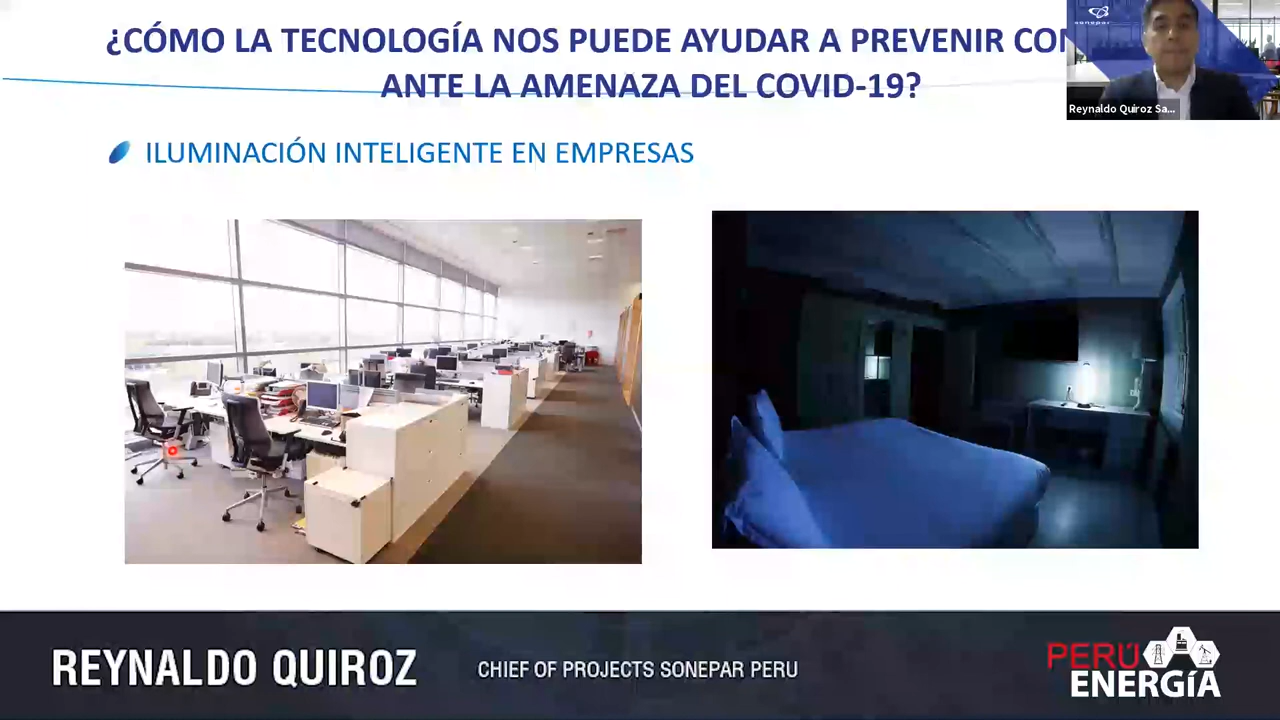 ¿CÓMO LA TECNOLOGÍA NOS PUEDE AYUDAR A PREVENIR
ANTE LA AMENAZA DEL COVID-19?
sonepar
Reynaldo Quiroz Sa...
ILUMINACIÓN INTELIGENTE EN EMPRESAS
REYNALDO QUIROZ
CHIEF OF PROJECTS SONEPAR PERU
PERÚ
ENERGÍA